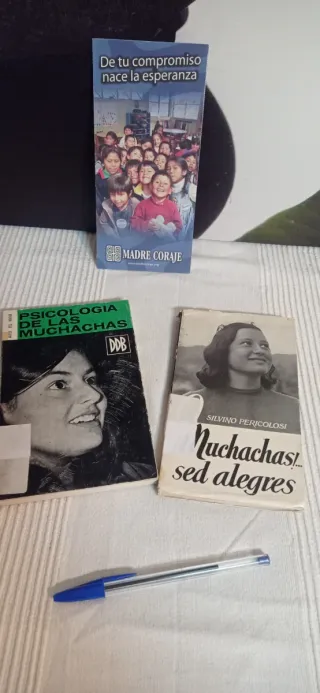 De tu compromiso
nace la esperanza
MADRE CORAJE
PSICOLOGIA
DE LAS
MUCHACHAS
DDB
SILVINO PERICOLOSI
Muchachas!...
sed alegres